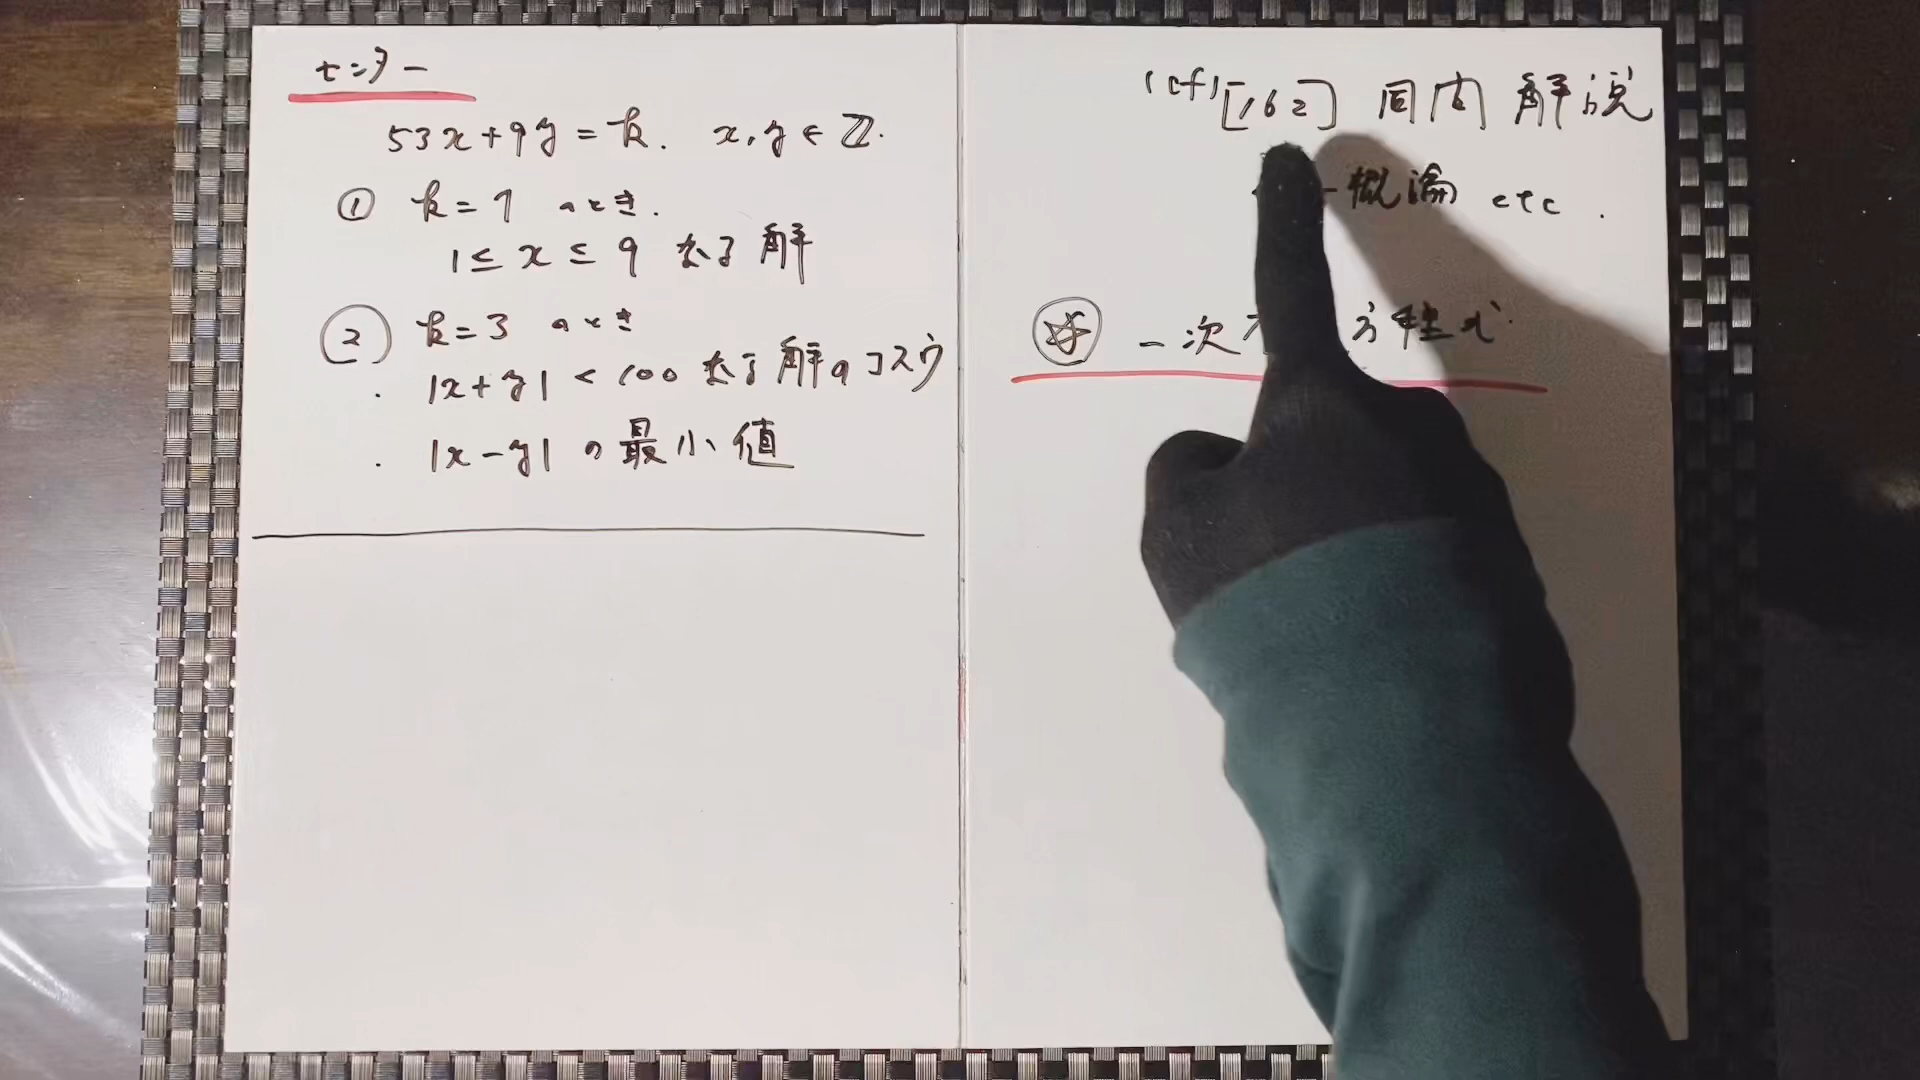 センター
53x+9y=k. x,y∈ℤ.
① k=1 のとき.
1≦x≦9 なる解
② k=3 のとき
・ |x+y|<100 なる解のコスウ
・ |x-y| の最小値
(cf)[162] 同内 解説
概論 etc.
一次 方程式